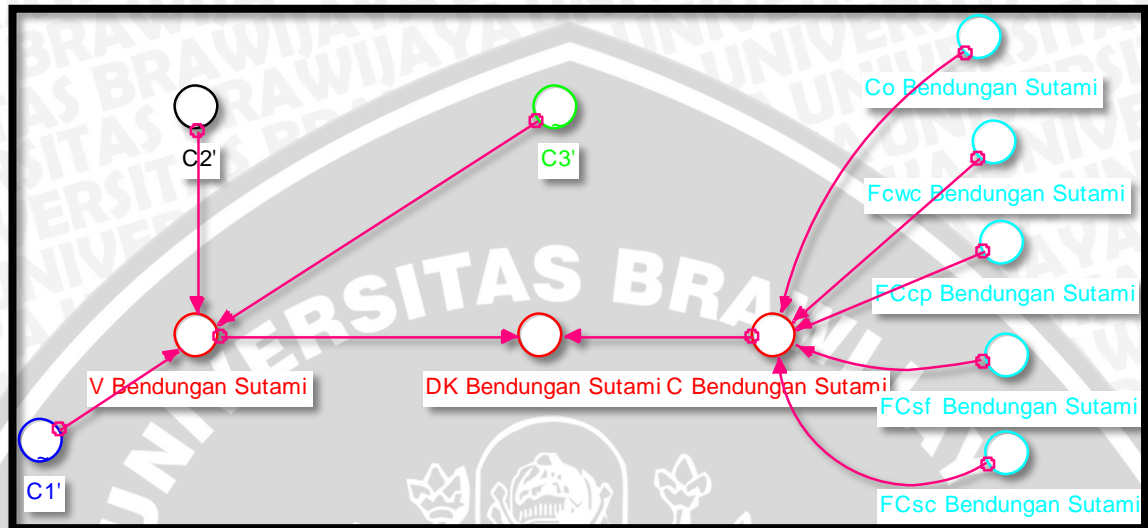 Co Bendungan Sutami
C2'
C3'
Fcwc Bendungan Sutami
FCcp Bendungan Sutami
V Bendungan Sutami
DK Bendungan Sutami
C Bendungan Sutami
FCsf Bendungan Sutami
C1'
FCsc Bendungan Sutami
UNIVERSITAS BRAWIJAYA